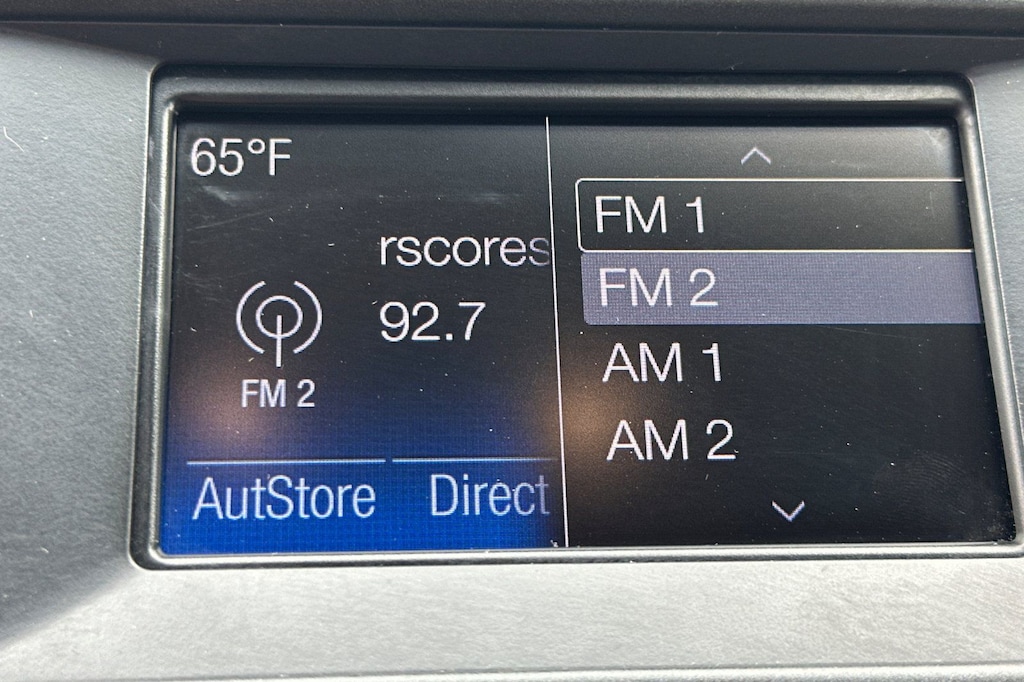 65°F
rscores
92.7
FM 2
AutStore Direct
FM 1
FM 2
AM 1
AM 2